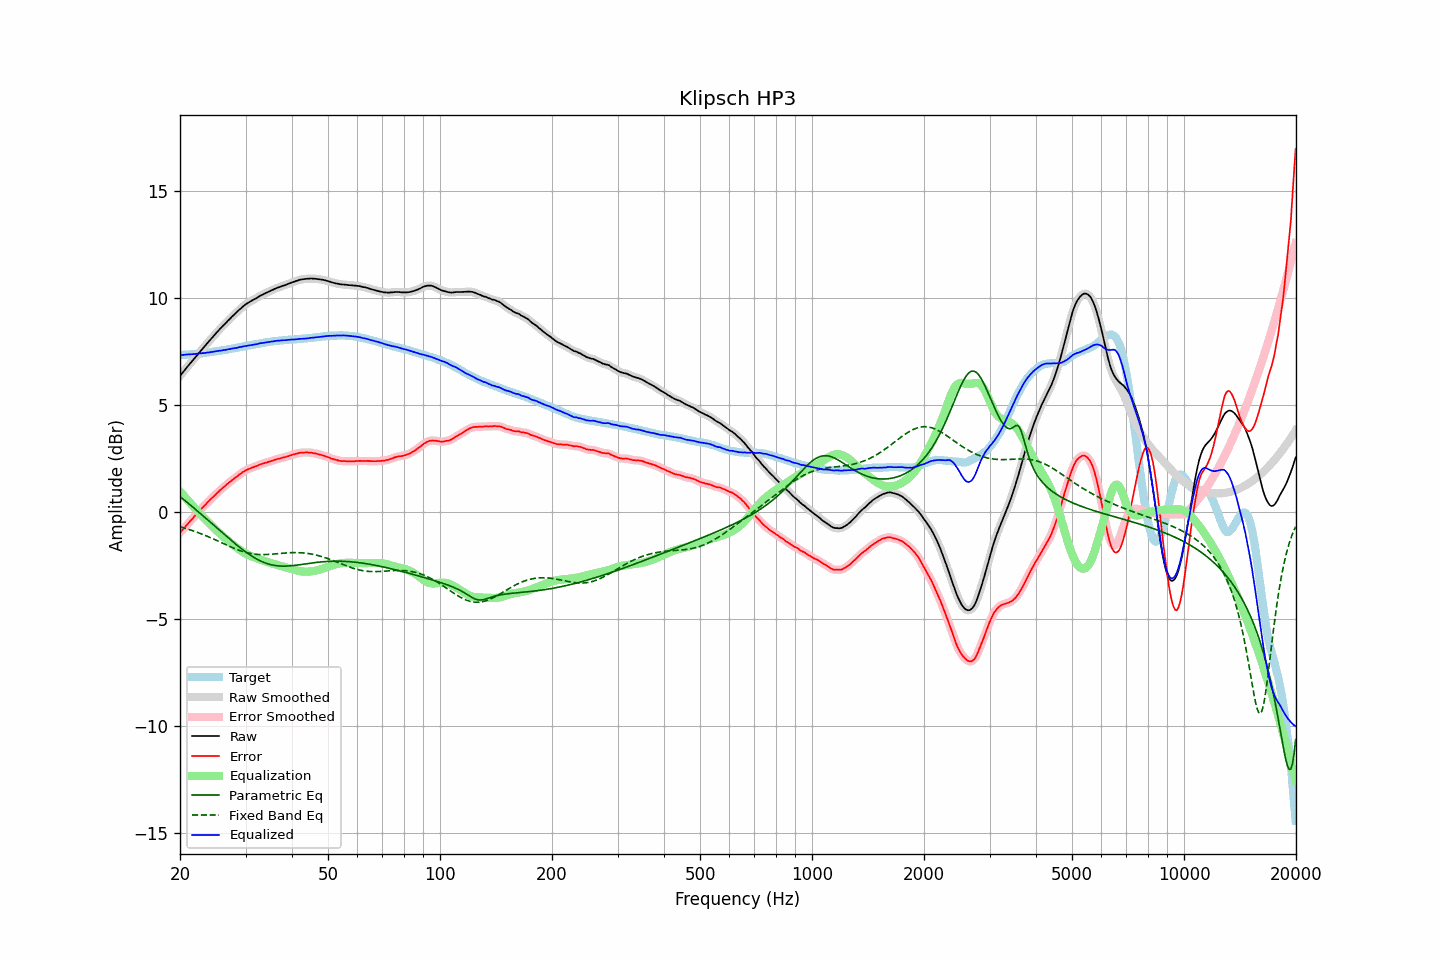 Klipsch HP3
Amplitude (dBr)
15
10
5
0
−5
−10
−15
Target
Raw Smoothed
Error Smoothed
Raw
Error
Equalization
Parametric Eq
Fixed Band Eq
Equalized
20 50 100 200 500 1000 2000 5000 10000 20000
Frequency (Hz)